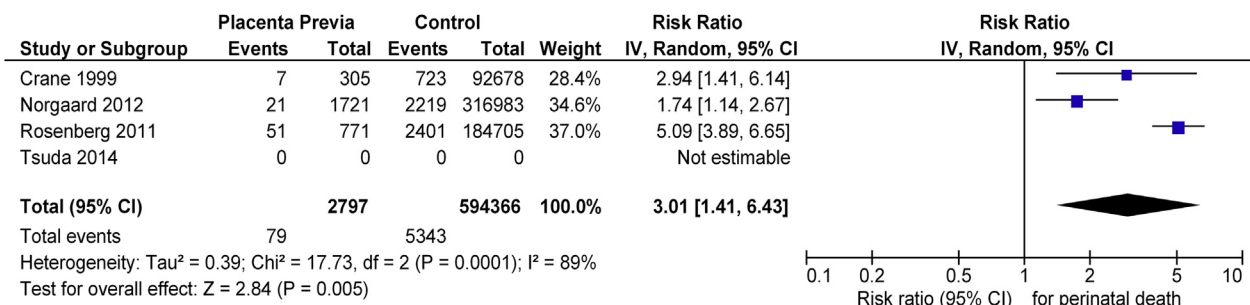 Placenta Previa Control Risk Ratio Risk Ratio
Study or Subgroup Events Total Events Total Weight IV, Random, 95% CI IV, Random, 95% CI
Crane 1999 7 305 723 92678 28.4% 2.94 [1.41, 6.14]
Norgaard 2012 21 1721 2219 316983 34.6% 1.74 [1.14, 2.67]
Rosenberg 2011 51 771 2401 184705 37.0% 5.09 [3.89, 6.65]
Tsuda 2014 0 0 0 0 Not estimable
Total (95% CI) 2797 594366 100.0% 3.01 [1.41, 6.43]
Total events 79 5343
Heterogeneity: Tau² = 0.39; Chi² = 17.73, df = 2 (P = 0.0001); I² = 89%
Test for overall effect: Z = 2.84 (P = 0.005)
0.1 0.2 0.5 1 2 5 10
Risk ratio (95% CI) for perinatal death